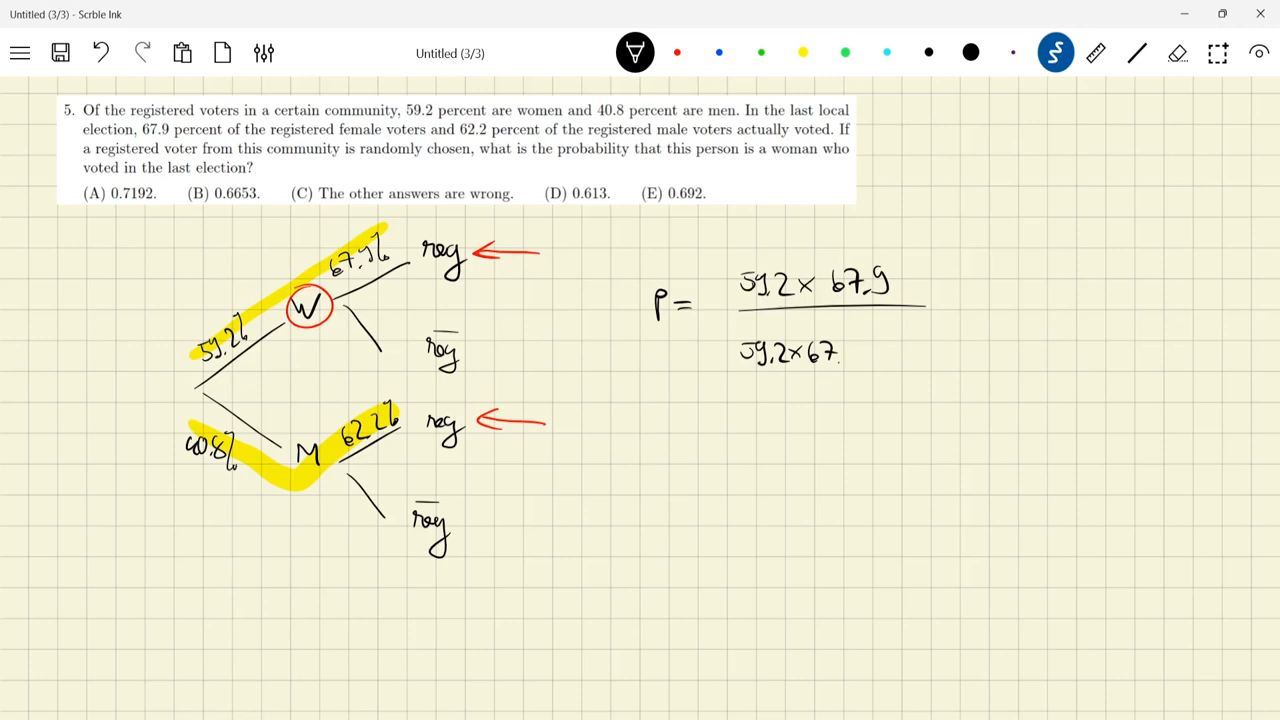 Untitled (3/3) - Scrble Ink
Untitled (3/3)
5. Of the registered voters in a certain community, 59.2 percent are women and 40.8 percent are men. In the last local
election, 67.9 percent of the registered female voters and 62.2 percent of the registered male voters actually voted. If
a registered voter from this community is randomly chosen, what is the probability that this person is a woman who
voted in the last election?
(A) 0.7192. (B) 0.6653. (C) The other answers are wrong. (D) 0.613. (E) 0.692.
67.9%
reg
59.2%
W
reg
40.8%
M
62.2%
reg
reg
P =
59.2 × 67.9
59.2 × 67.